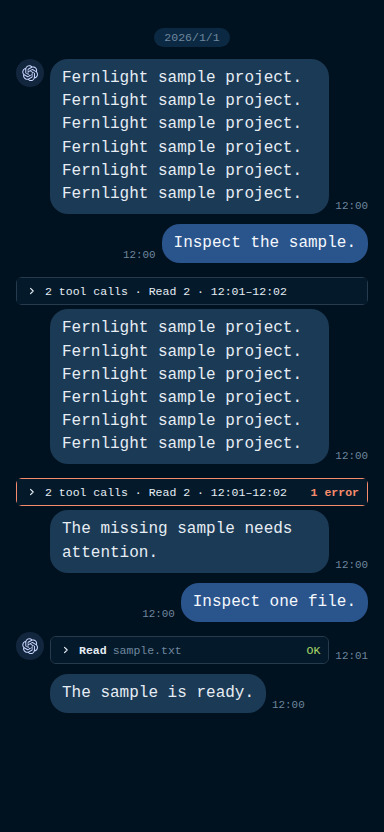 2026/1/1
Fernlight sample project.
Fernlight sample project.
Fernlight sample project.
Fernlight sample project.
Fernlight sample project.
Fernlight sample project.
12:00
Inspect the sample.
12:00
2 tool calls · Read 2 · 12:01–12:02
Fernlight sample project.
Fernlight sample project.
Fernlight sample project.
Fernlight sample project.
Fernlight sample project.
Fernlight sample project.
12:00
2 tool calls · Read 2 · 12:01–12:02 1 error
The missing sample needs
attention.
12:00
Inspect one file.
12:00
Read sample.txt OK
12:01
The sample is ready.
12:00